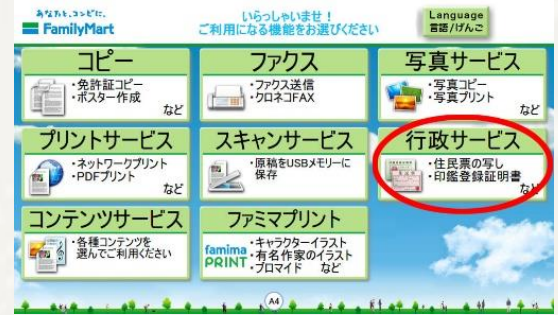 あなたと、コンビに、
FamilyMart
いらっしゃいませ!
ご利用になる機能をお選びください
Language
言語/げんご
コピー
・免許証コピー
・ポスター作成
など
ファクス
・ファクス送信
・クロネコFAX
写真サービス
・写真コピー
・写真プリント
など
プリントサービス
・ネットワークプリント
・PDFプリント
など
スキャンサービス
・原稿をUSBメモリーに
保存
行政サービス
・住民票の写し
・印鑑登録証明書
など
コンテンツサービス
・各種コンテンツを
選んでご利用ください
ファミマプリント
famima
PRINT
・キャラクターイラスト
・有名作家のイラスト
・ブロマイド など
A4